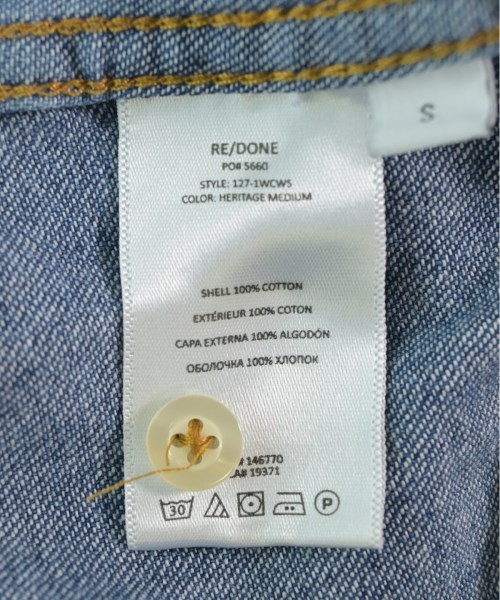 S
RE/DONE
PO# 5660
STYLE: 127-1WCW5
COLOR: HERITAGE MEDIUM
SHELL 100% COTTON
EXTÉRIEUR 100% COTON
CAPA EXTERNA 100% ALGODÓN
ОБОЛОЧКА 100% ХЛОПОК
# 146770
A# 19371
30 P